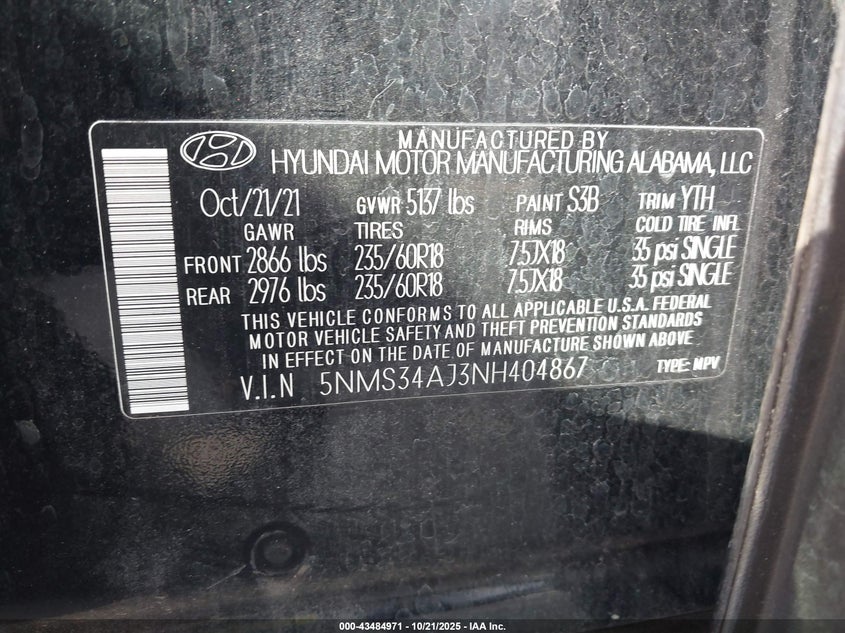 MANUFACTURED BY
HYUNDAI MOTOR MANUFACTURING ALABAMA, LLC
Oct/21/21 GVWR 5137 lbs PAINT S3B TRIM YTH
GAWR TIRES RIMS COLD TIRE INFL
FRONT 2866 lbs 235/60R18 7.5JX18 35 psi SINGLE
REAR 2976 lbs 235/60R18 7.5JX18 35 psi SINGLE
THIS VEHICLE CONFORMS TO ALL APPLICABLE U.S.A. FEDERAL
MOTOR VEHICLE SAFETY AND THEFT PREVENTION STANDARDS
IN EFFECT ON THE DATE OF MANUFACTURE SHOWN ABOVE
V.I.N 5NMS34AJ3NH404867 TYPE: MPV
000-43484971 - 10/21/2025 - IAA Inc.